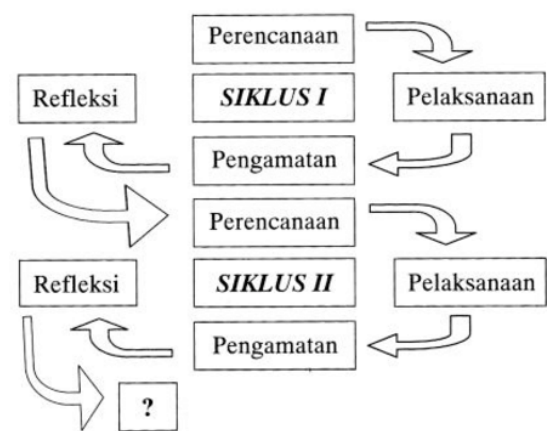 Perencanaan
Refleksi
SIKLUS I
Pelaksanaan
Pengamatan
Perencanaan
Refleksi
SIKLUS II
Pelaksanaan
Pengamatan
?